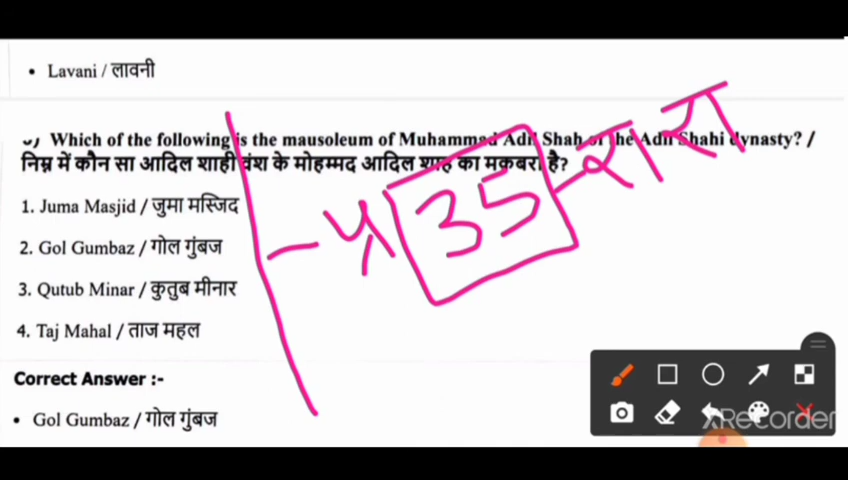 • Lavani / लावनी
Which of the following is the mausoleum of Muhammad Adil Shah of the Adil Shahi dynasty? /
निम्न में कौन सा आदिल शाही वंश के मोहम्मद आदिल शाह का मकबरा है?
1. Juma Masjid / जुमा मस्जिद
2. Gol Gumbaz / गोल गुंबज
3. Qutub Minar / कुतुब मीनार
4. Taj Mahal / ताज महल
35
Correct Answer :-
• Gol Gumbaz / गोल गुंबज
XRecorder